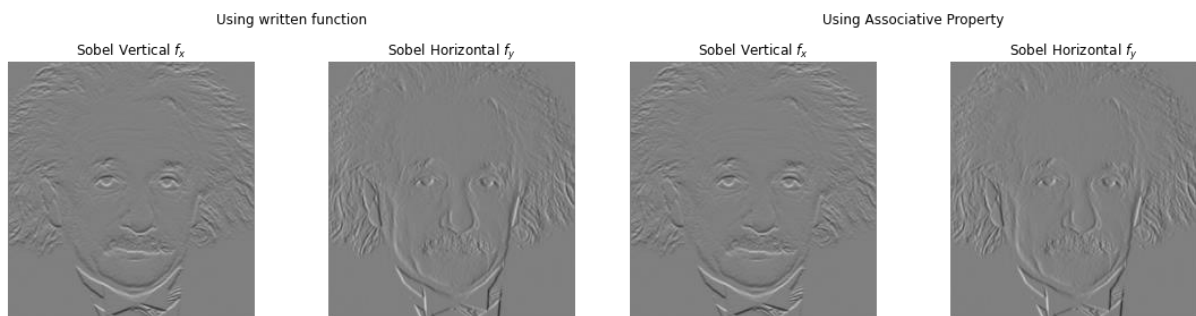 Using written function
Using Associative Property
Sobel Vertical f_x
Sobel Horizontal f_y
Sobel Vertical f_x
Sobel Horizontal f_y